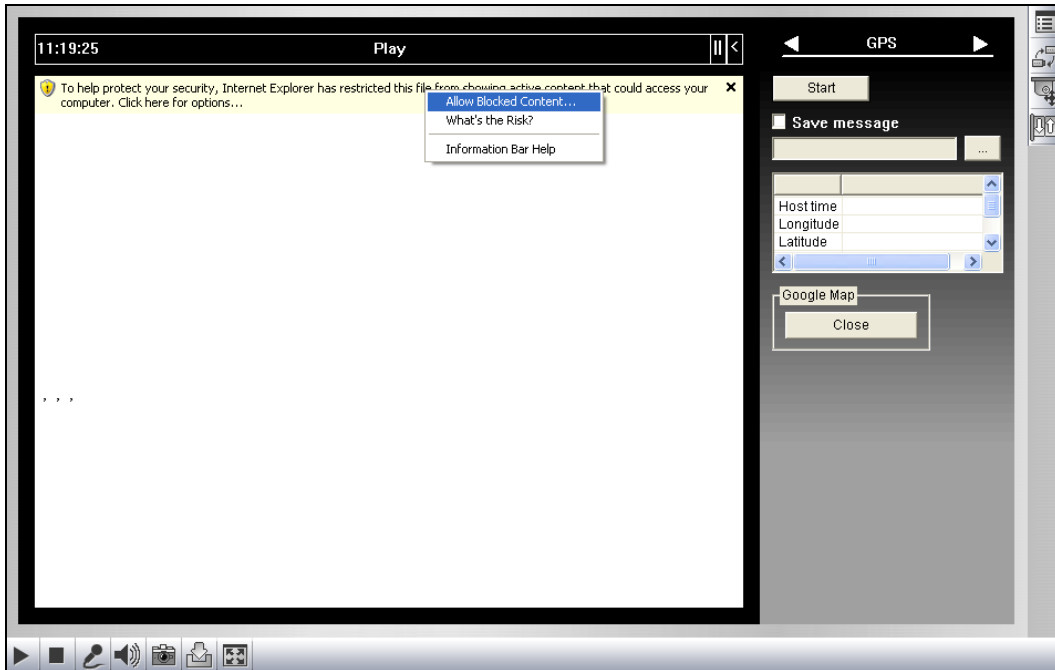 11:19:25 Play
GPS
To help protect your security, Internet Explorer has restricted this file from showing active content that could access your
computer. Click here for options...
Allow Blocked Content...
What's the Risk?
Information Bar Help
Start
Save message
...
Host time
Longitude
Latitude
Google Map
Close
, , ,